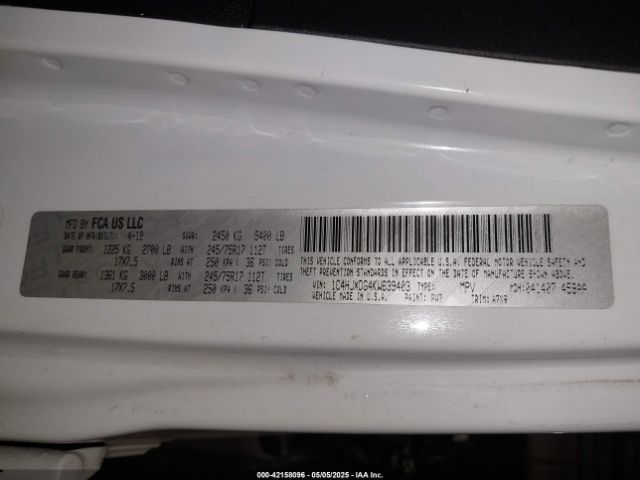 MFG BY FCA US LLC
DATE OF MFR(BUILT) 4-19 GVWR: 2450 KG 5400 LB
GAWR FRONT: 1225 KG 2700 LB WITH 245/75R17 112T TIRES
17X7.5 RIMS AT 250 KPA ( 36 PSI) COLD
GAWR REAR: 1361 KG 3000 LB WITH 245/75R17 112T TIRES
17X7.5 RIMS AT 250 KPA ( 36 PSI) COLD
THIS VEHICLE CONFORMS TO ALL APPLICABLE U.S.A. FEDERAL MOTOR VEHICLE SAFETY AND
THEFT PREVENTION STANDARDS IN EFFECT ON THE DATE OF MANUFACTURE SHOWN ABOVE.
VIN: 1C4HJXDG4KW639403 TYPE: MPV MDH: 041407 458AA
VEHICLE MADE IN U.S.A. PAINT: PW7 TRIM: A7X9
000-42158096 - 05/05/2025 - IAA Inc.